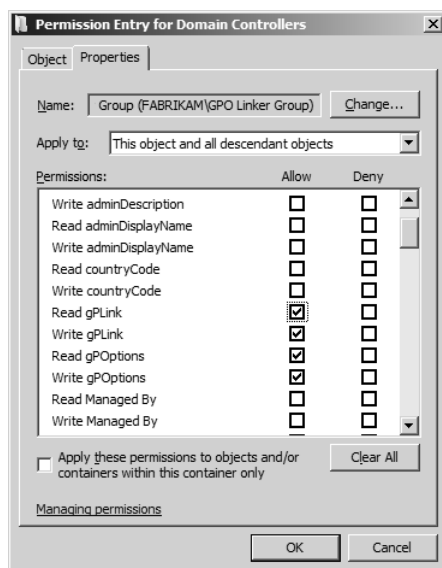 Permission Entry for Domain Controllers
Object Properties
Name: Group (FABRIKAM\GPO Linker Group) Change...
Apply to: This object and all descendant objects
Permissions: Allow Deny
Write adminDescription
Read adminDisplayName
Write adminDisplayName
Read countryCode
Write countryCode
Read gPLink
Write gPLink
Read gPOptions
Write gPOptions
Read Managed By
Write Managed By
Apply these permissions to objects and/or Clear All
containers within this container only
Managing permissions
OK Cancel